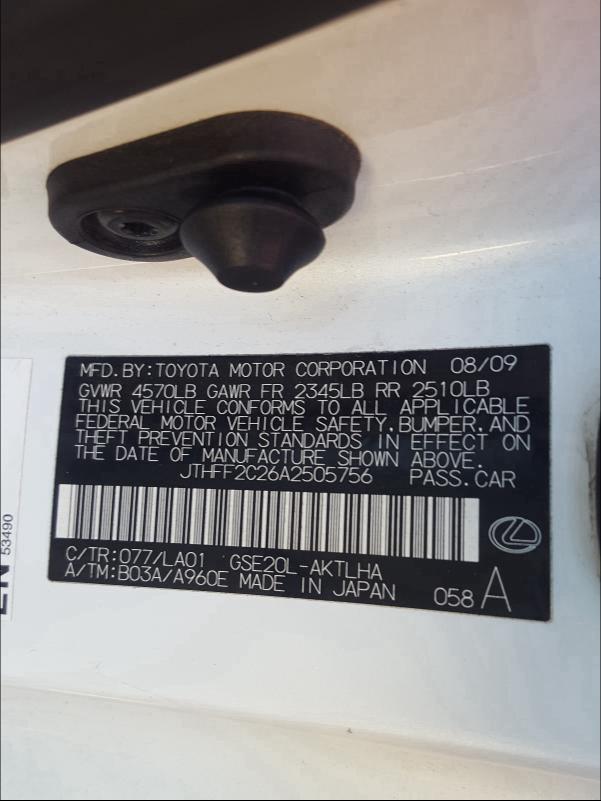 MFD.BY:TOYOTA MOTOR CORPORATION 08/09
GVWR 4570LB GAWR FR 2345LB RR 2510LB
THIS VEHICLE CONFORMS TO ALL APPLICABLE
FEDERAL MOTOR VEHICLE SAFETY,BUMPER,AND
THEFT PREVENTION STANDARDS IN EFFECT ON
THE DATE OF MANUFACTURE SHOWN ABOVE.
JTHFF2C26A2505756 PASS.CAR
C/TR:077/LA01 GSE20L-AKTLHA
A/TM:B03A/A960E MADE IN JAPAN 058 A
53490